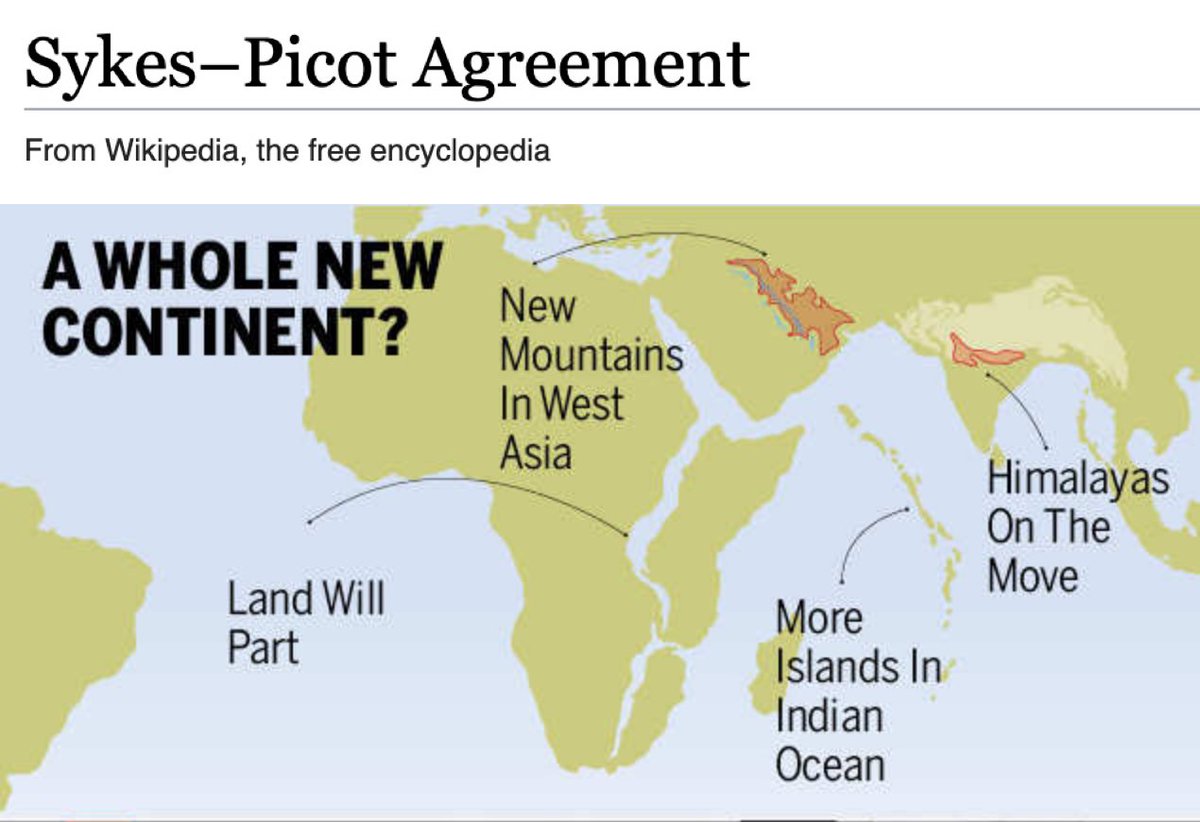 Sykes–Picot Agreement
From Wikipedia, the free encyclopedia
A WHOLE NEW
CONTINENT?
New
Mountains
In West
Asia
Land Will
Part
More
Islands In
Indian
Ocean
Himalayas
On The
Move